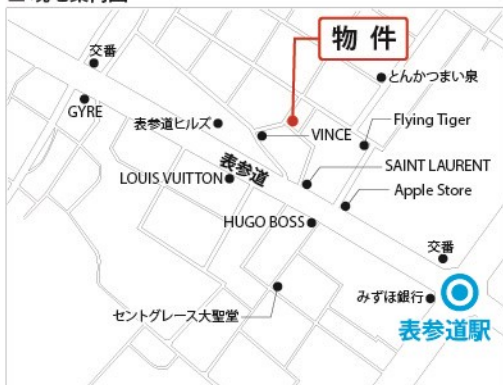 物件
交番
とんかつまい泉
GYRE
表参道ヒルズ
VINCE
Flying Tiger
表参道
LOUIS VUITTON
SAINT LAURENT
Apple Store
HUGO BOSS
交番
みずほ銀行
セントグレース大聖堂
表参道駅